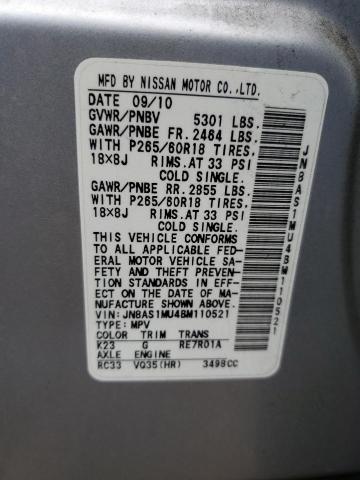 MFD BY NISSAN MOTOR CO.,LTD.
DATE 09/10
GVWR/PNBV 5301 LBS.
GAWR/PNBE FR. 2464 LBS.
WITH P265/60R18 TIRES.
18×8J RIMS.AT 33 PSI
COLD SINGLE.
GAWR/PNBE RR. 2855 LBS.
WITH P265/60R18 TIRES.
18×8J RIMS.AT 33 PSI
COLD SINGLE.
THIS VEHICLE CONFORMS
TO ALL APPLICABLE FED-
ERAL MOTOR VEHICLE SA-
FETY AND THEFT PREVEN-
TION STANDARDS IN EFF-
ECT ON THE DATE OF MA-
NUFACTURE SHOWN ABOVE.
VIN:JN8AS1MU4BM110521
TYPE: MPV
COLOR TRIM TRANS
K23 G RE7R01A
AXLE ENGINE
RC33 VQ35(HR) 3498CC
JN8AS1MU4BM110521